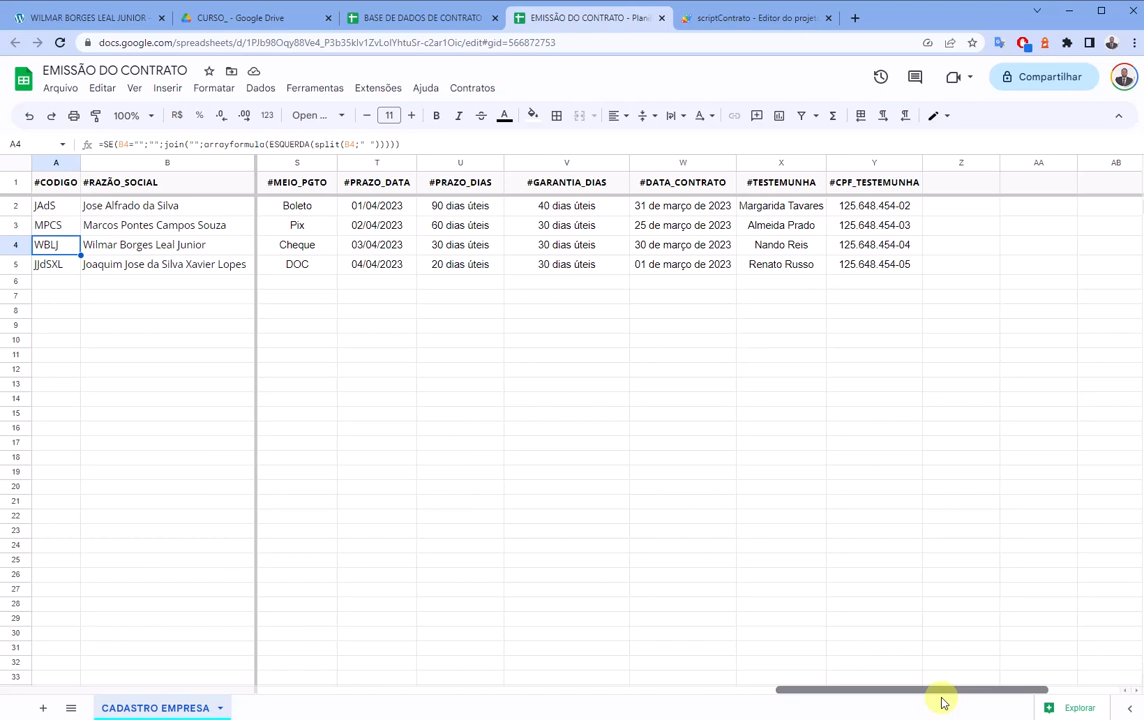 WILMAR BORGES LEAL JUNIOR -
CURSO_ - Google Drive
BASE DE DADOS DE CONTRATO
EMISSÃO DO CONTRATO - Plani
scriptContrato - Editor do projet
docs.google.com/spreadsheets/d/1PJb98Oqy88Ve4_P3b35klv1ZvLolYhtuSr-c2ar1Oic/edit#gid=566872753
EMISSÃO DO CONTRATO
Compartilhar
Arquivo Editar Ver Inserir Formatar Dados Ferramentas Extensões Ajuda Contratos
100% R$ % .0 .00 123 Open ... 11 B I S A
A4 fx =SE(B4="";"";join("";arrayformula(ESQUERDA(split(B4;" ")))))
A B S T U V W X Y Z AA AB
1 #CODIGO #RAZÃO_SOCIAL #MEIO_PGTO #PRAZO_DATA #PRAZO_DIAS #GARANTIA_DIAS #DATA_CONTRATO #TESTEMUNHA #CPF_TESTEMUNHA
2 JAdS Jose Alfrado da Silva Boleto 01/04/2023 90 dias úteis 40 dias úteis 31 de março de 2023 Margarida Tavares 125.648.454-02
3 MPCS Marcos Pontes Campos Souza Pix 02/04/2023 60 dias úteis 30 dias úteis 25 de março de 2023 Almeida Prado 125.648.454-03
4 WBLJ Wilmar Borges Leal Junior Cheque 03/04/2023 30 dias úteis 30 dias úteis 30 de março de 2023 Nando Reis 125.648.454-04
5 JJdSXL Joaquim Jose da Silva Xavier Lopes DOC 04/04/2023 20 dias úteis 30 dias úteis 01 de março de 2023 Renato Russo 125.648.454-05
6
7
8
9
10
11
12
13
14
15
16
17
18
19
20
21
22
23
24
25
26
27
28
29
30
31
32
33
CADASTRO EMPRESA
Explorar